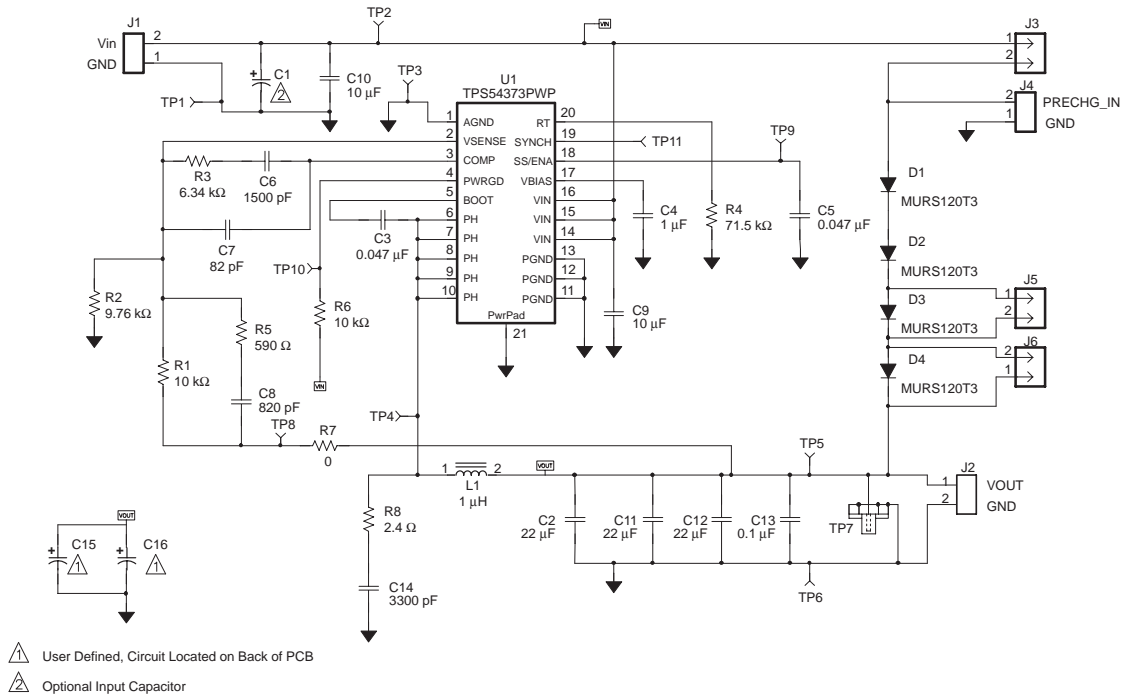 J1
Vin 2
GND 1
TP1
C1
2
C10
10 µF
TP2
TP3
VIN
U1
TPS54373PWP
1 AGND
2 VSENSE
3 COMP
4 PWRGD
5 BOOT
6 PH
7 PH
8 PH
9 PH
10 PH
RT 20
SYNCH 19
SS/ENA 18
VBIAS 17
VIN 16
VIN 15
VIN 14
PGND 13
PGND 12
PGND 11
PwrPad
21
TP11
TP9
J3
1
2
J4
2 PRECHG_IN
1 GND
R3
6.34 kΩ
C6
1500 pF
C7
82 pF
C3
0.047 µF
C4
1 µF
R4
71.5 kΩ
C5
0.047 µF
D1
MURS120T3
D2
MURS120T3
D3
MURS120T3
D4
MURS120T3
J5
1
2
J6
2
1
TP10
R6
10 kΩ
VIN
C9
10 µF
R2
9.76 kΩ
R5
590 Ω
R1
10 kΩ
C8
820 pF
TP8
R7
0
TP4
1 2
L1
1 µH
VOUT
R8
2.4 Ω
C14
3300 pF
C2
22 µF
C11
22 µF
C12
22 µF
C13
0.1 µF
TP5
TP6
TP7
J2
1 VOUT
2 GND
VOUT
C15
1
C16
1
1 User Defined, Circuit Located on Back of PCB
2 Optional Input Capacitor